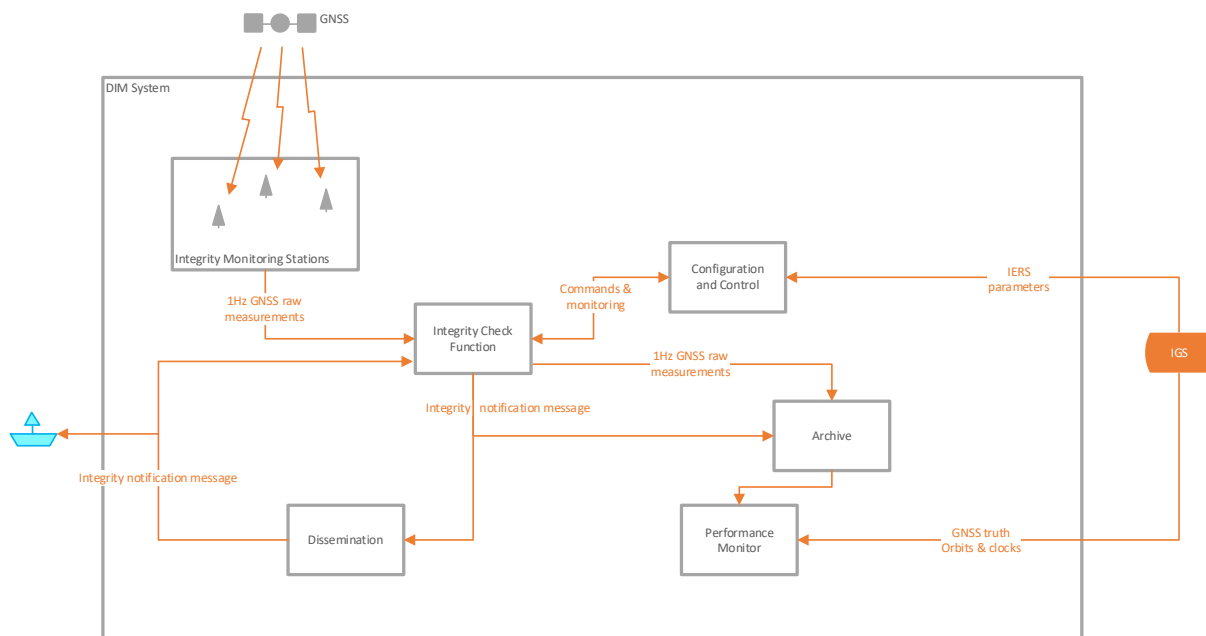 GNSS
DIM System
Integrity Monitoring Stations
1Hz GNSS raw
measurements
Commands &
monitoring
Configuration
and Control
IERS
parameters
Integrity Check
Function
1Hz GNSS raw
measurements
IGS
Integrity notification message
Archive
Integrity notification message
Dissemination
Performance
Monitor
GNSS truth
Orbits & clocks